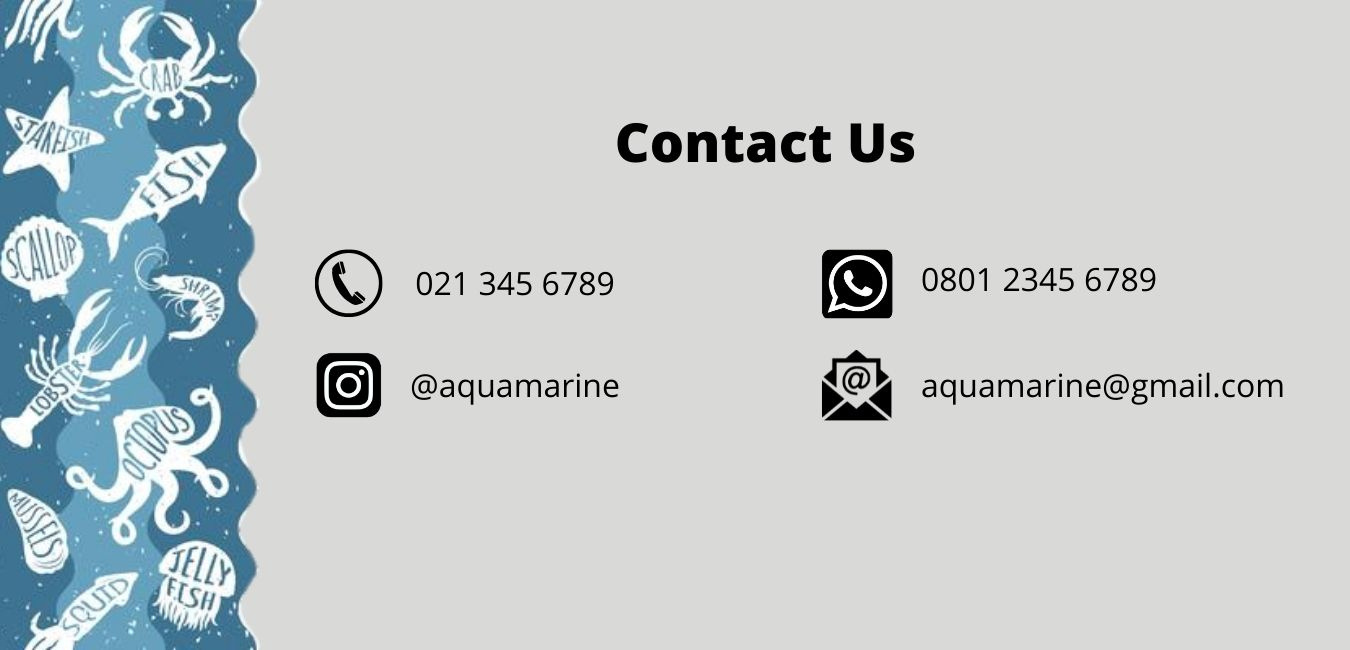 CRAB
STARFISH
FISH
SCALLOP
SHRIMP
LOBSTER
OCTOPUS
MUSSELS
JELLY
FISH
SQUID
Contact Us
021 345 6789
0801 2345 6789
@aquamarine
aquamarine@gmail.com